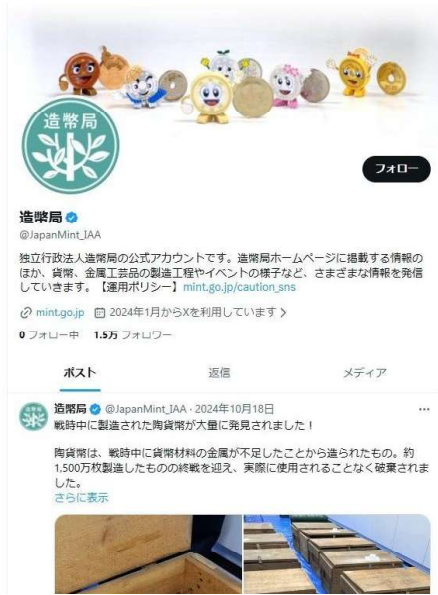 造幣局
フォロー
造幣局
@JapanMint_IAA
独立行政法人造幣局の公式アカウントです。造幣局ホームページに掲載する情報の
ほか、貨幣、金属工芸品の製造工程やイベントの様子など、さまざまな情報を発信
していきます。【運用ポリシー】mint.go.jp/caution_sns
mint.go.jp 2024年1月からXを利用しています
0 フォロー中 1.5万 フォロワー
ポスト 返信 メディア
造幣局 @JapanMint_IAA · 2024年10月18日
戦時中に製造された陶貨幣が大量に発見されました！
陶貨幣は、戦時中に貨幣材料の金属が不足したことから造られたもの。約
1,500万枚製造したものの終戦を迎え、実際に使用されることなく破棄されま
した。
さらに表示